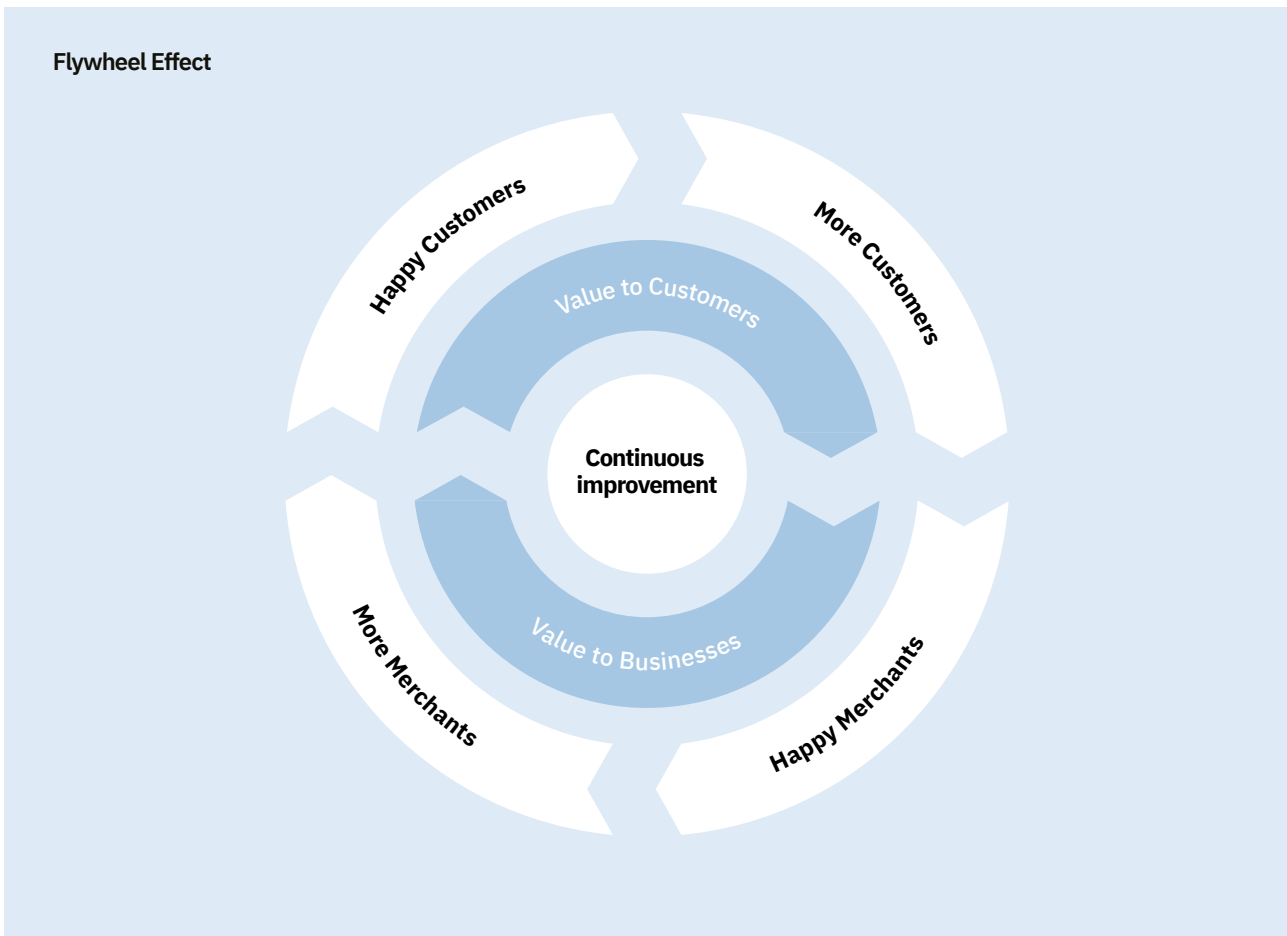 Flywheel Effect
Happy Customers
More Customers
Value to Customers
Continuous
improvement
Value to Businesses
More Merchants
Happy Merchants